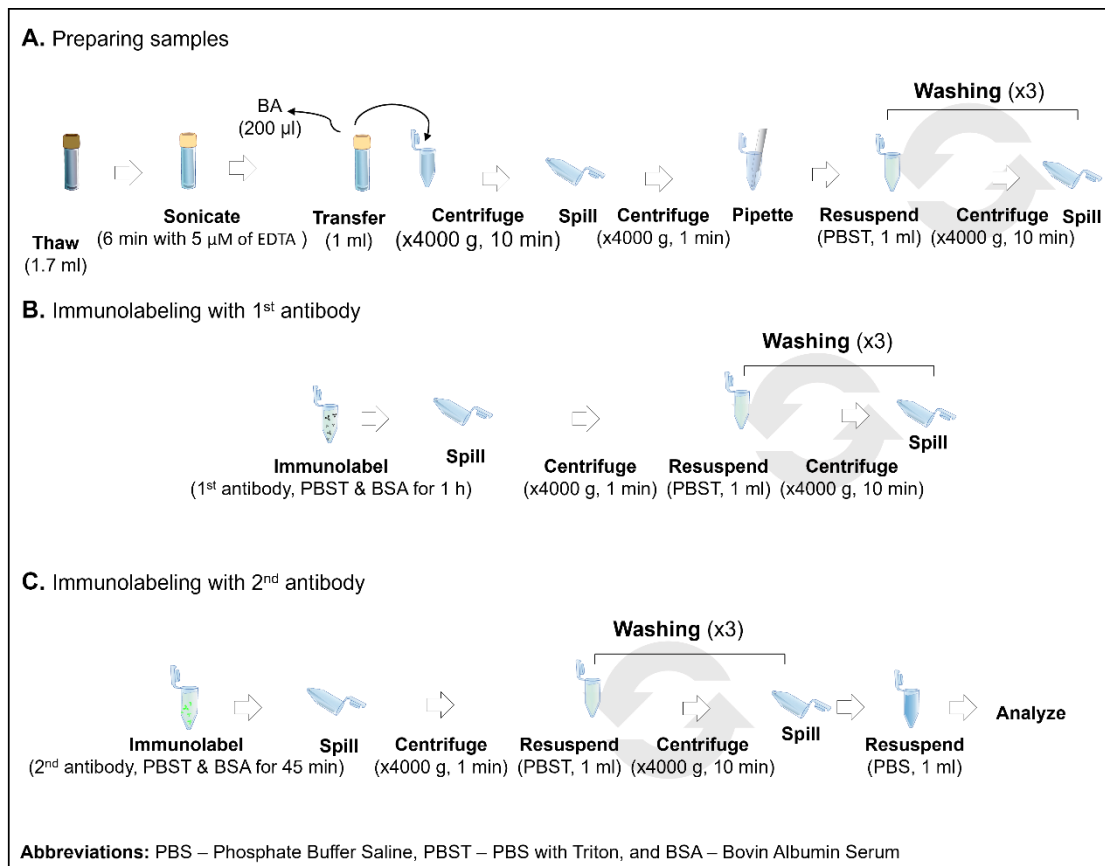 A. Preparing samples
BA
(200 µl)
Washing (x3)
Thaw
(1.7 ml)
Sonicate
(6 min with 5 µM of EDTA)
Transfer
(1 ml)
Centrifuge
(x4000 g, 10 min)
Spill
Centrifuge
(x4000 g, 1 min)
Pipette
Resuspend
(PBST, 1 ml)
Centrifuge
(x4000 g, 10 min)
Spill
B. Immunolabeling with 1st antibody
Washing (x3)
Immunolabel
(1st antibody, PBST & BSA for 1 h)
Spill
Centrifuge
(x4000 g, 1 min)
Resuspend
(PBST, 1 ml)
Centrifuge
(x4000 g, 10 min)
Spill
C. Immunolabeling with 2nd antibody
Washing (x3)
Immunolabel
(2nd antibody, PBST & BSA for 45 min)
Spill
Centrifuge
(x4000 g, 1 min)
Resuspend
(PBST, 1 ml)
Centrifuge
(x4000 g, 10 min)
Spill
Resuspend
(PBS, 1 ml)
Analyze
Abbreviations: PBS – Phosphate Buffer Saline, PBST – PBS with Triton, and BSA – Bovin Albumin Serum